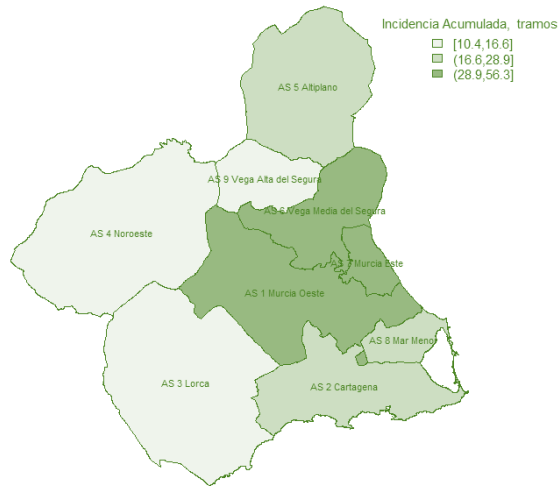 Incidencia Acumulada, tramos
[10.4,16.6]
(16.6,28.9]
(28.9,56.3]
AS 5 Altiplano
AS 9 Vega Alta del Segura
AS 6 Vega Media del Segura
AS 4 Noroeste
AS 7 Murcia Este
AS 1 Murcia Oeste
AS 8 Mar Menor
AS 3 Lorca
AS 2 Cartagena